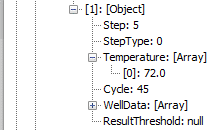 [1]: [Object]
Step: 5
StepType: 0
Temperature: [Array]
[0]: 72.0
Cycle: 45
WellData: [Array]
ResultThreshold: null